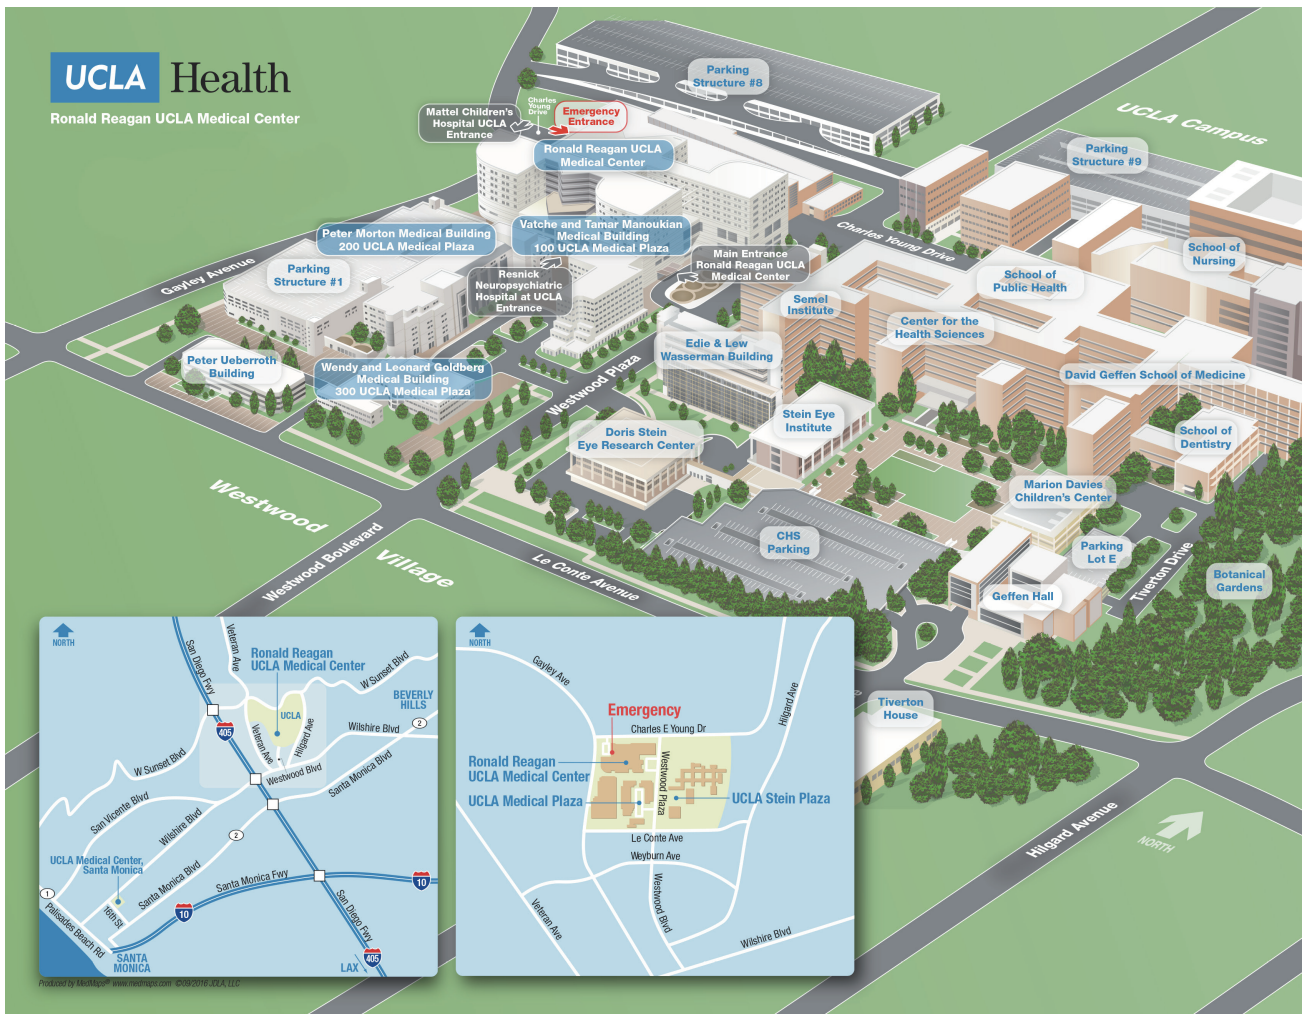 UCLA Health
Ronald Reagan UCLA Medical Center
Parking
Structure #8
UCLA Campus
Mattel Children's
Hospital UCLA
Entrance
Charles
Young
Drive
Emergency
Entrance
Ronald Reagan UCLA
Medical Center
Parking
Structure #9
Peter Morton Medical Building
200 UCLA Medical Plaza
Vatche and Tamar Manoukian
Medical Building
100 UCLA Medical Plaza
Charles Young Drive
Main Entrance
Ronald Reagan UCLA
Medical Center
School of
Nursing
Gayley Avenue
Parking
Structure #1
Resnick
Neuropsychiatric
Hospital at UCLA
Entrance
School of
Public Health
Semel
Institute
Center for the
Health Sciences
Edie & Lew
Wasserman Building
Peter Ueberroth
Building
Wendy and Leonard Goldberg
Medical Building
300 UCLA Medical Plaza
Westwood Plaza
David Geffen School of Medicine
Stein Eye
Institute
Doris Stein
Eye Research Center
School of
Dentistry
Marion Davies
Children's Center
Westwood
Village
Westwood Boulevard
Le Conte Avenue
CHS
Parking
Parking
Lot E
Tiverton Drive
Botanical
Gardens
Geffen Hall
Tiverton
House
Hilgard Avenue
NORTH
NORTH
San Diego Fwy
Veteran Ave
Ronald Reagan
UCLA Medical Center
W Sunset Blvd
BEVERLY
HILLS
2
UCLA
405
Veteran Ave
Hilgard Ave
Wilshire Blvd
W Sunset Blvd
Westwood Blvd
Santa Monica Blvd
San Vicente Blvd
Wilshire Blvd
2
UCLA Medical Center,
Santa Monica
Santa Monica Blvd
Santa Monica Fwy
10
1
16th St
10
San Diego Fwy
Palisades Beach Rd
SANTA
MONICA
LAX
405
NORTH
Gayley Ave
Hilgard Ave
Emergency
Charles E Young Dr
Ronald Reagan
UCLA Medical Center
Westwood Plaza
UCLA Medical Plaza
UCLA Stein Plaza
Le Conte Ave
Weyburn Ave
Veteran Ave
Westwood Blvd
Wilshire Blvd
Produced by MedMaps® www.medmaps.com ©09/2016 JDLA, LLC